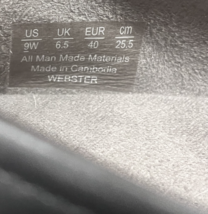 US UK EUR cm
9W 6.5 40 25.5
All Man Made Materials
Made in Cambodia
WEBSTER